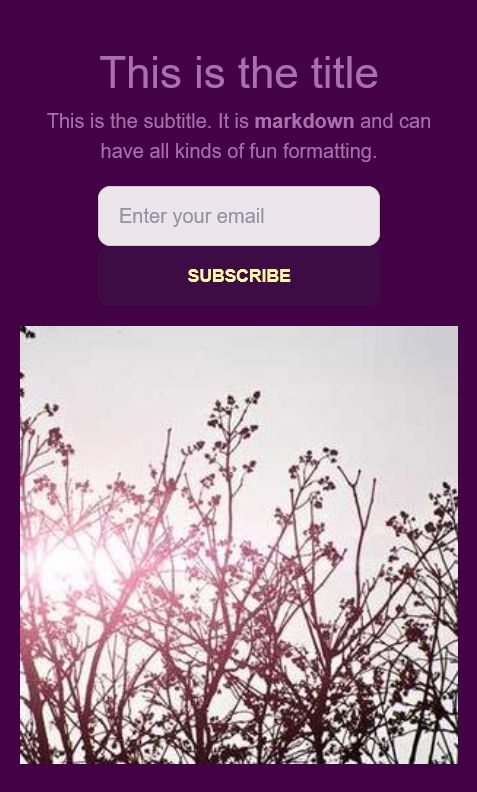 This is the title
This is the subtitle. It is markdown and can
have all kinds of fun formatting.
Enter your email
SUBSCRIBE